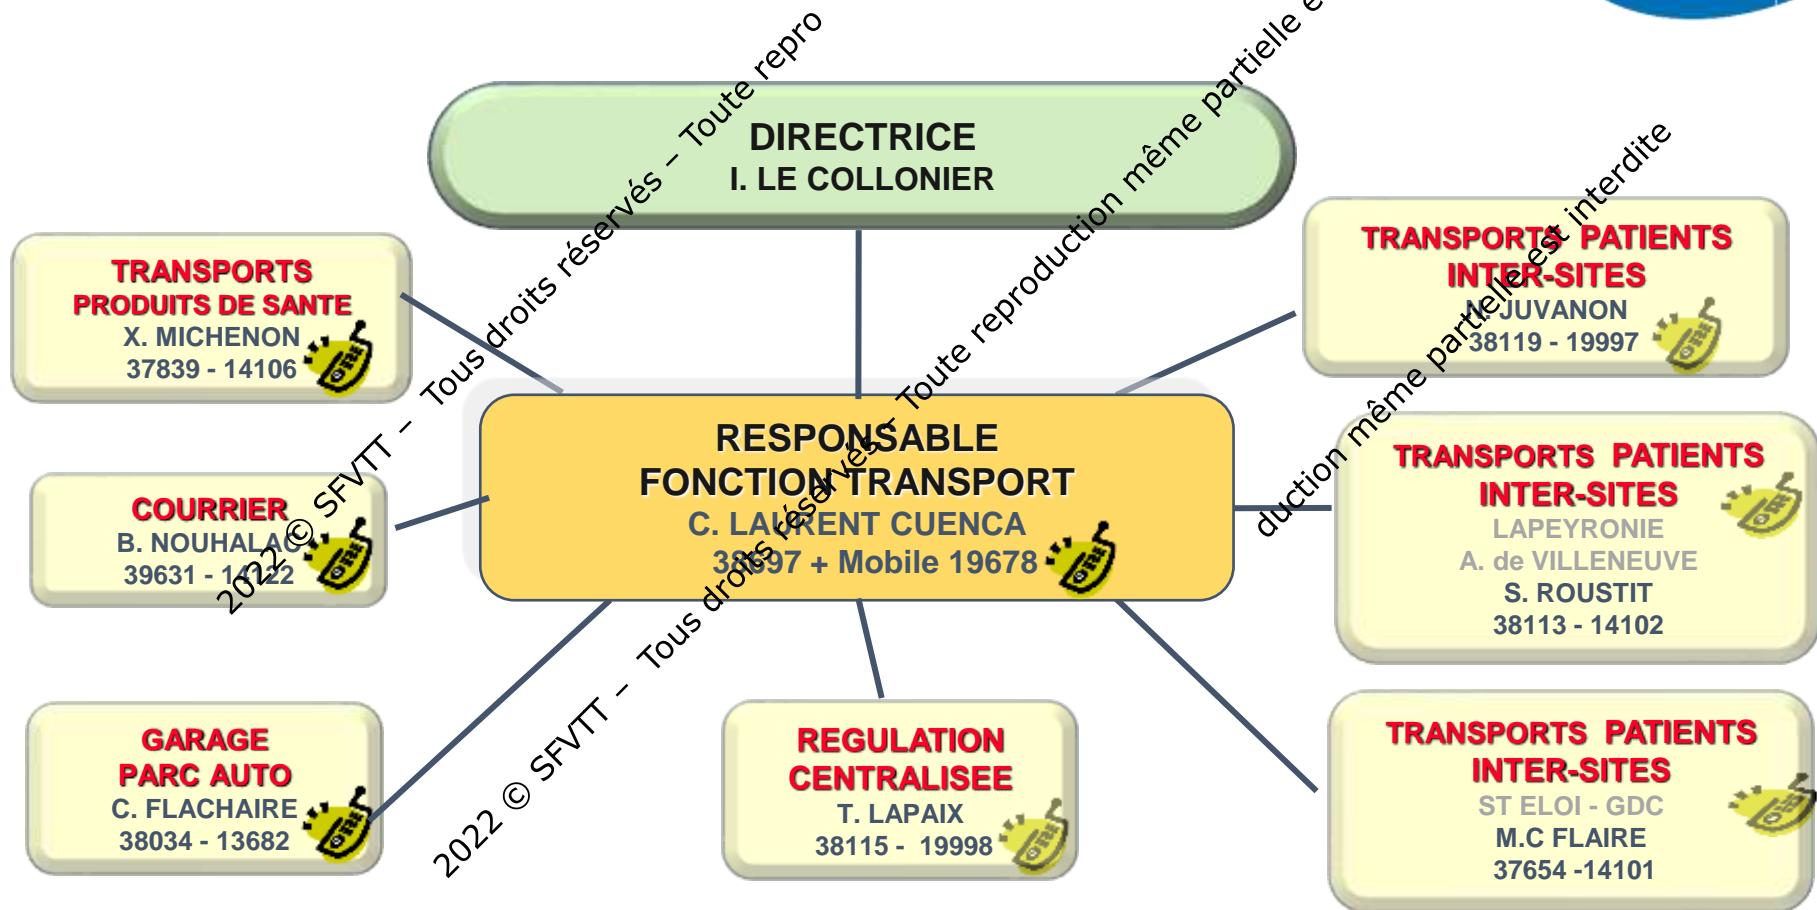 DIRECTRICE
I. LE COLLONIER
TRANSPORTS
PRODUITS DE SANTE
X. MICHENON
37839 - 14106
TRANSPORTS PATIENTS
INTER-SITES
N. JUVANON
38119 - 19997
RESPONSABLE
FONCTION TRANSPORT
C. LAURENT CUENCA
38697 + Mobile 19678
COURRIER
B. NOUHALAC
39631 - 14122
TRANSPORTS PATIENTS
INTER-SITES
LAPEYRONIE
A. de VILLENEUVE
S. ROUSTIT
38113 - 14102
GARAGE
PARC AUTO
C. FLACHAIRE
38034 - 13682
REGULATION
CENTRALISEE
T. LAPAIX
38115 - 19998
TRANSPORTS PATIENTS
INTER-SITES
ST ELOI - GDC
M.C FLAIRE
37654 -14101
2022 © SFVTT – Tous droits réservés – Toute repro
2022 © SFVTT – Tous droits réservés – Toute reproduction même partielle e
duction même partielle est interdite